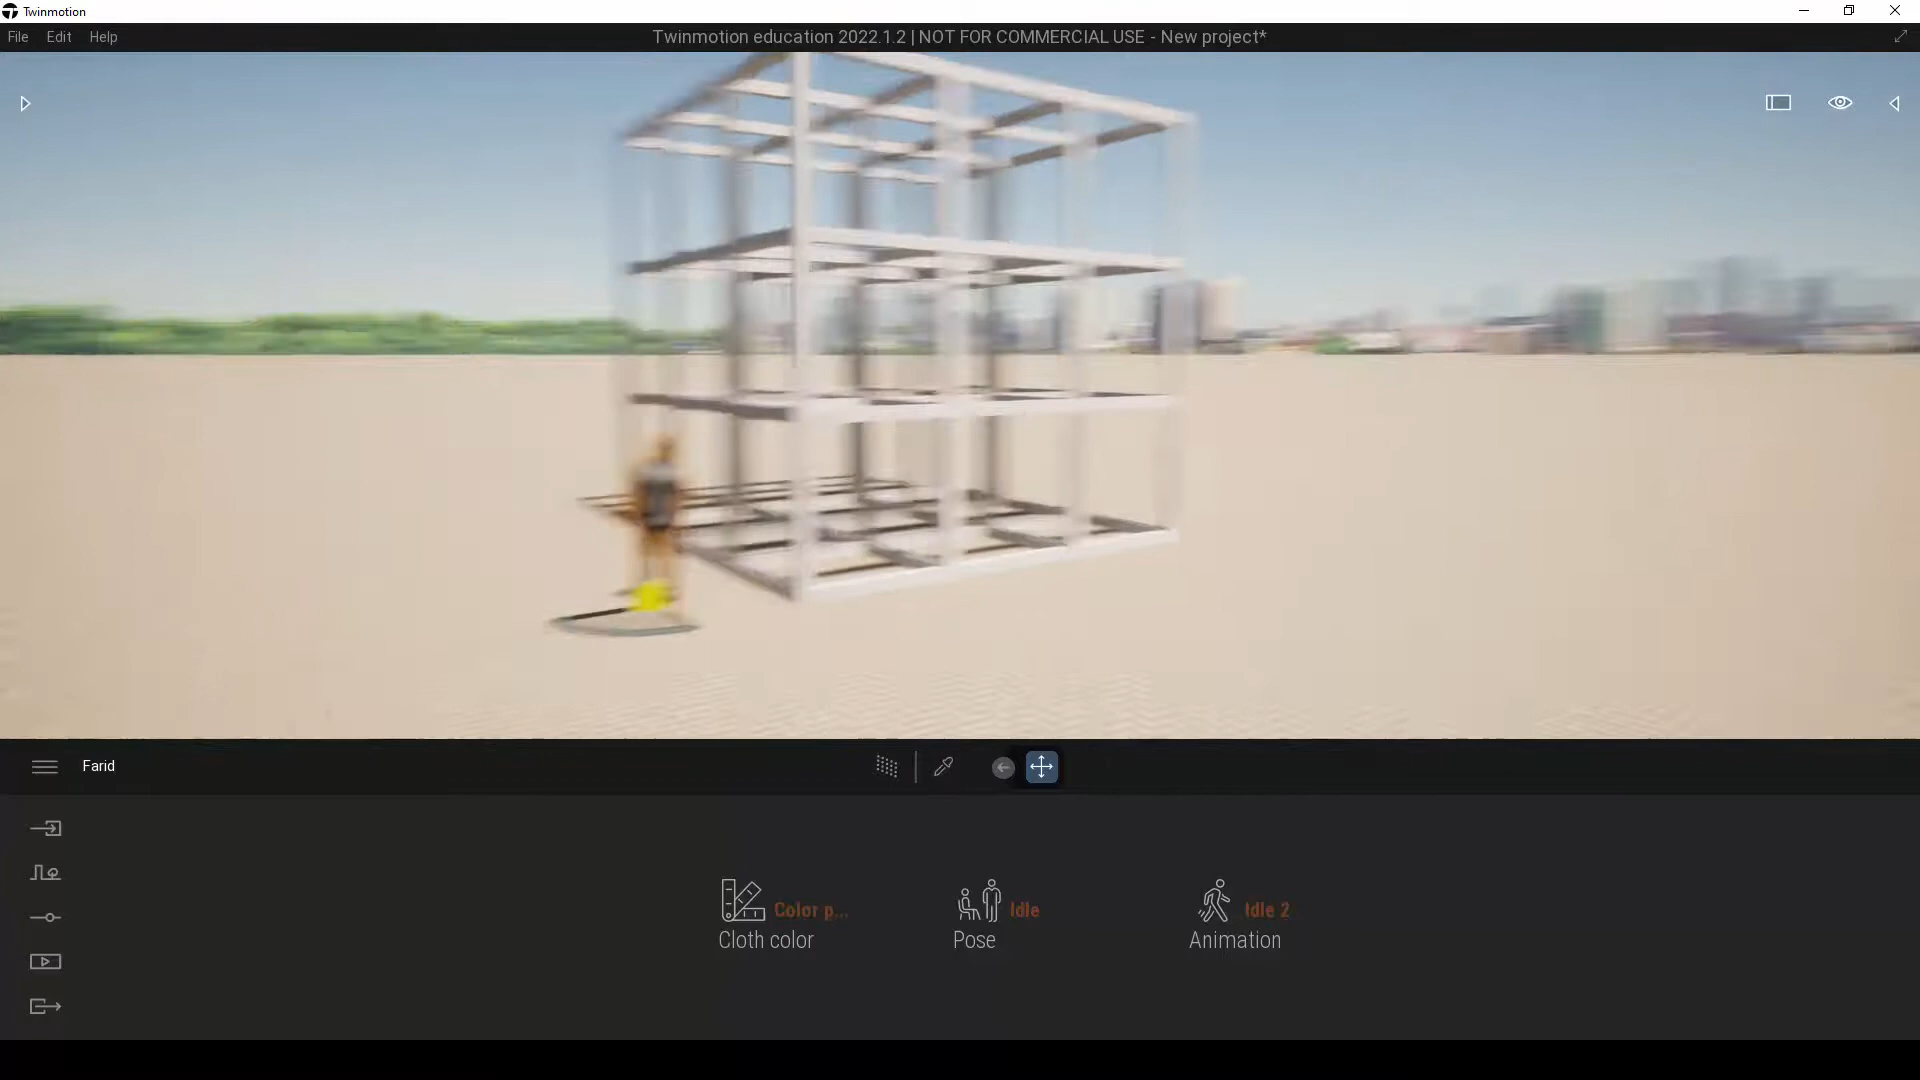 Twinmotion
File Edit Help
Twinmotion education 2022.1.2 | NOT FOR COMMERCIAL USE - New project*
Farid
Color p...
Cloth color
Idle
Pose
Idle 2
Animation